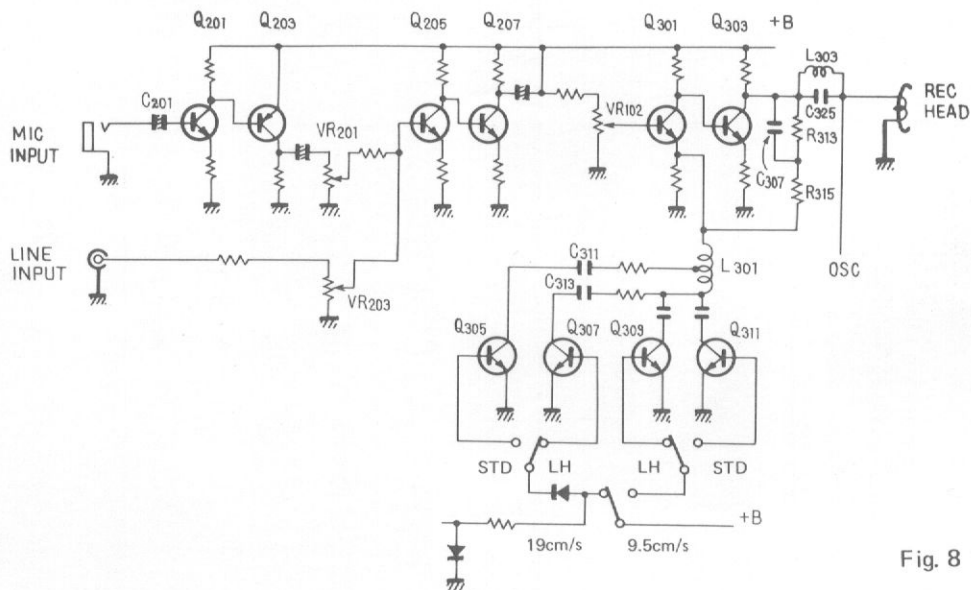 Q201
Q203
Q205
Q207
Q301
Q303
+B
L303
C201
MIC
INPUT
VR201
VR102
C325
R313
C307
R315
REC
HEAD
LINE
INPUT
VR203
C311
L301
C313
OSC
Q305
Q307
Q309
Q311
STD
LH
LH
STD
+B
19cm/s
9.5cm/s
Fig. 8